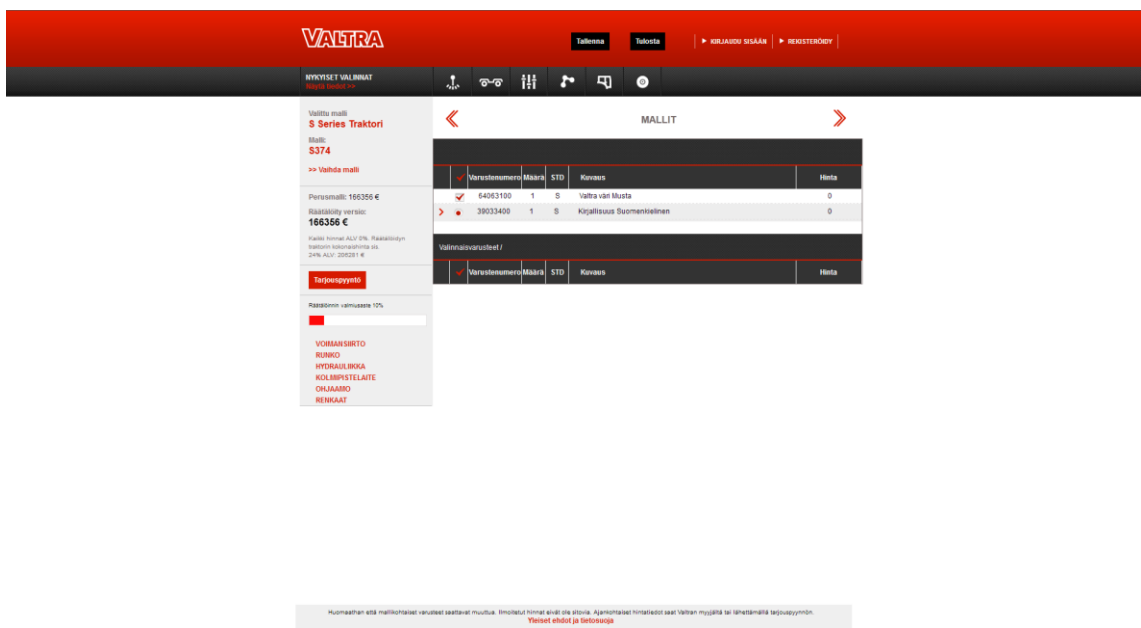 VALTRA
Tallenna Tulosta KIRJAUDU SISÄÄN REKISTERÖIDY
NYKYISET VALINNAT
Näytä tiedot >>
Valittu malli
S Series Traktori
Malli:
S374
>> Vaihda malli
Perusmalli: 166356 €
Räätälöity versio:
166356 €
Kaikki hinnat ALV 0%. Räätälöidyn
traktorin kokonaishinta sis.
24% ALV: 206281 €
Tarjouspyyntö
Räätälöinnin valmiusaste 10%
VOIMANSIIRTO
RUNKO
HYDRAULIIKKA
KOLMIPISTELAITE
OHJAAMO
RENKAAT
MALLIT
Varustenumero Määrä STD Kuvaus Hinta
64063100 1 S Valtra väri Musta 0
39033400 1 S Kirjallisuus Suomenkielinen 0
Valinnaisvarusteet /
Varustenumero Määrä STD Kuvaus Hinta
Huomaathan että mallikohtaiset varusteet saattavat muuttua. Ilmoitetut hinnat eivät ole sitovia. Ajankohtaiset hintatiedot saat Valtran myyjältä tai lähettämällä tarjouspyynnön.
Yleiset ehdot ja tietosuoja